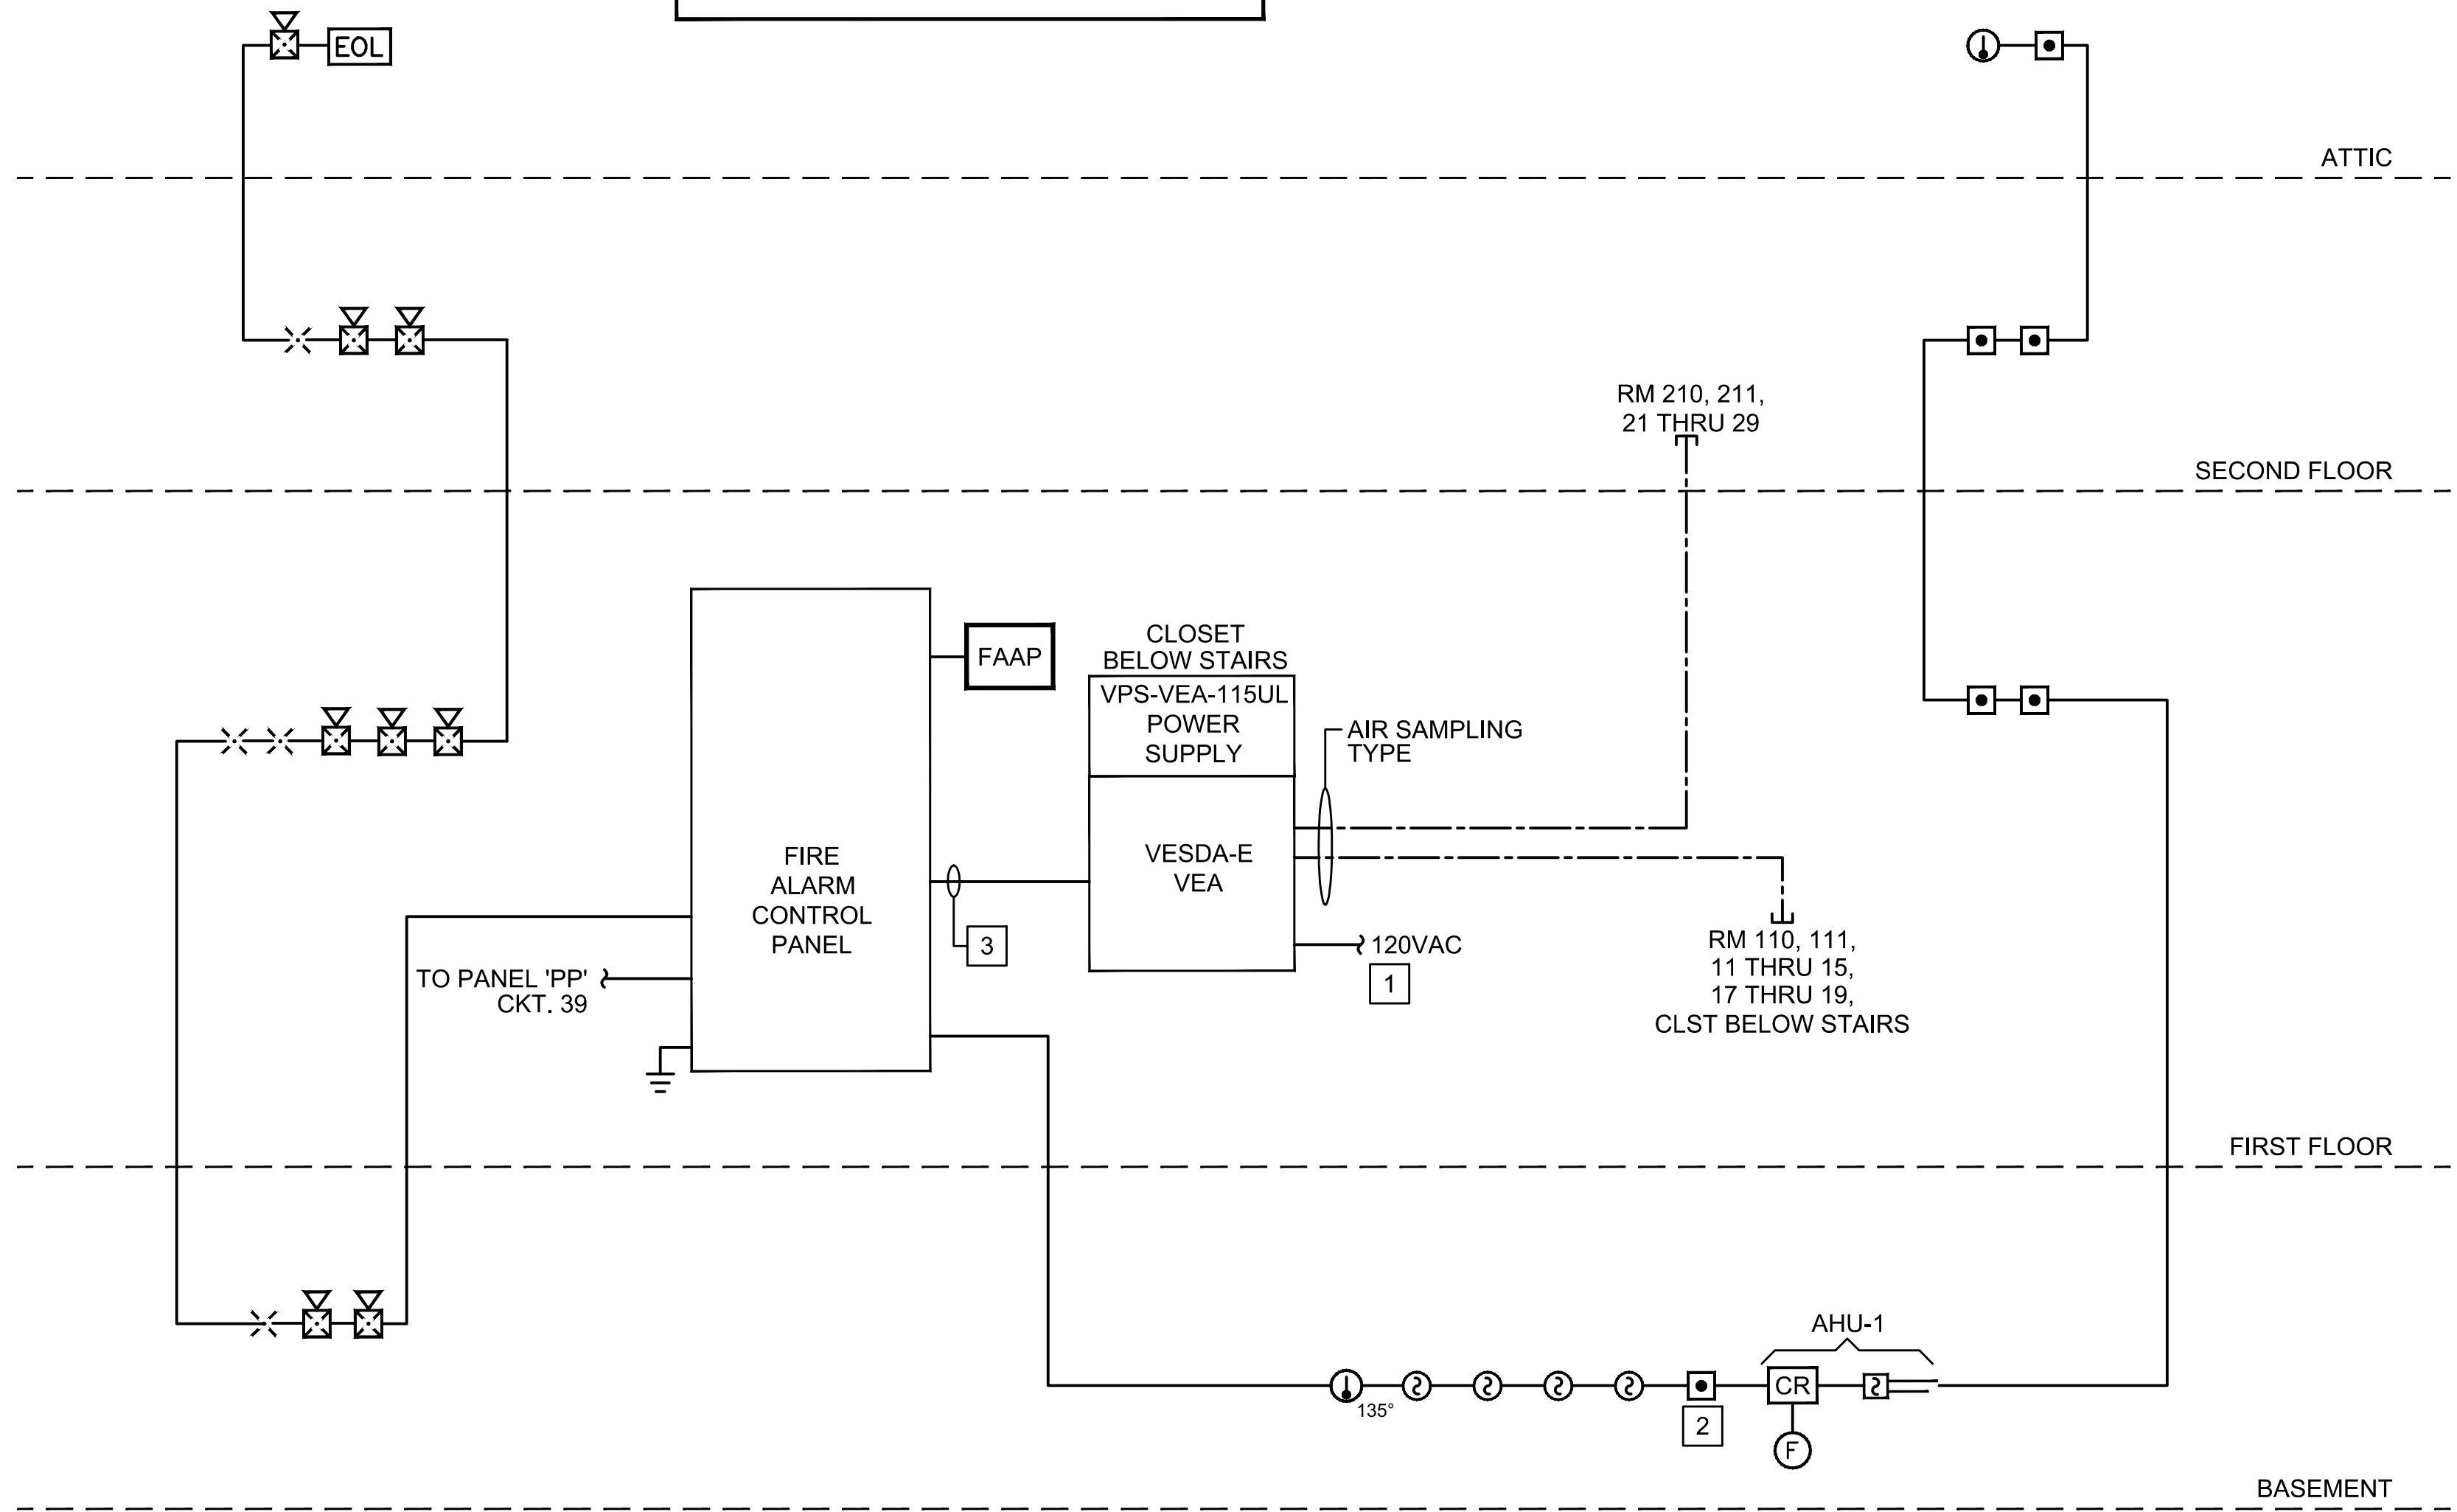 EOL
ATTIC
RM 210, 211,
21 THRU 29
SECOND FLOOR
FAAP
CLOSET
BELOW STAIRS
VPS-VEA-115UL
POWER
SUPPLY
AIR SAMPLING
TYPE
FIRE
ALARM
CONTROL
PANEL
VESDA-E
VEA
3
120VAC
1
RM 110, 111,
11 THRU 15,
17 THRU 19,
CLST BELOW STAIRS
TO PANEL 'PP'
CKT. 39
FIRST FLOOR
AHU-1
135°
CR
2
F
BASEMENT